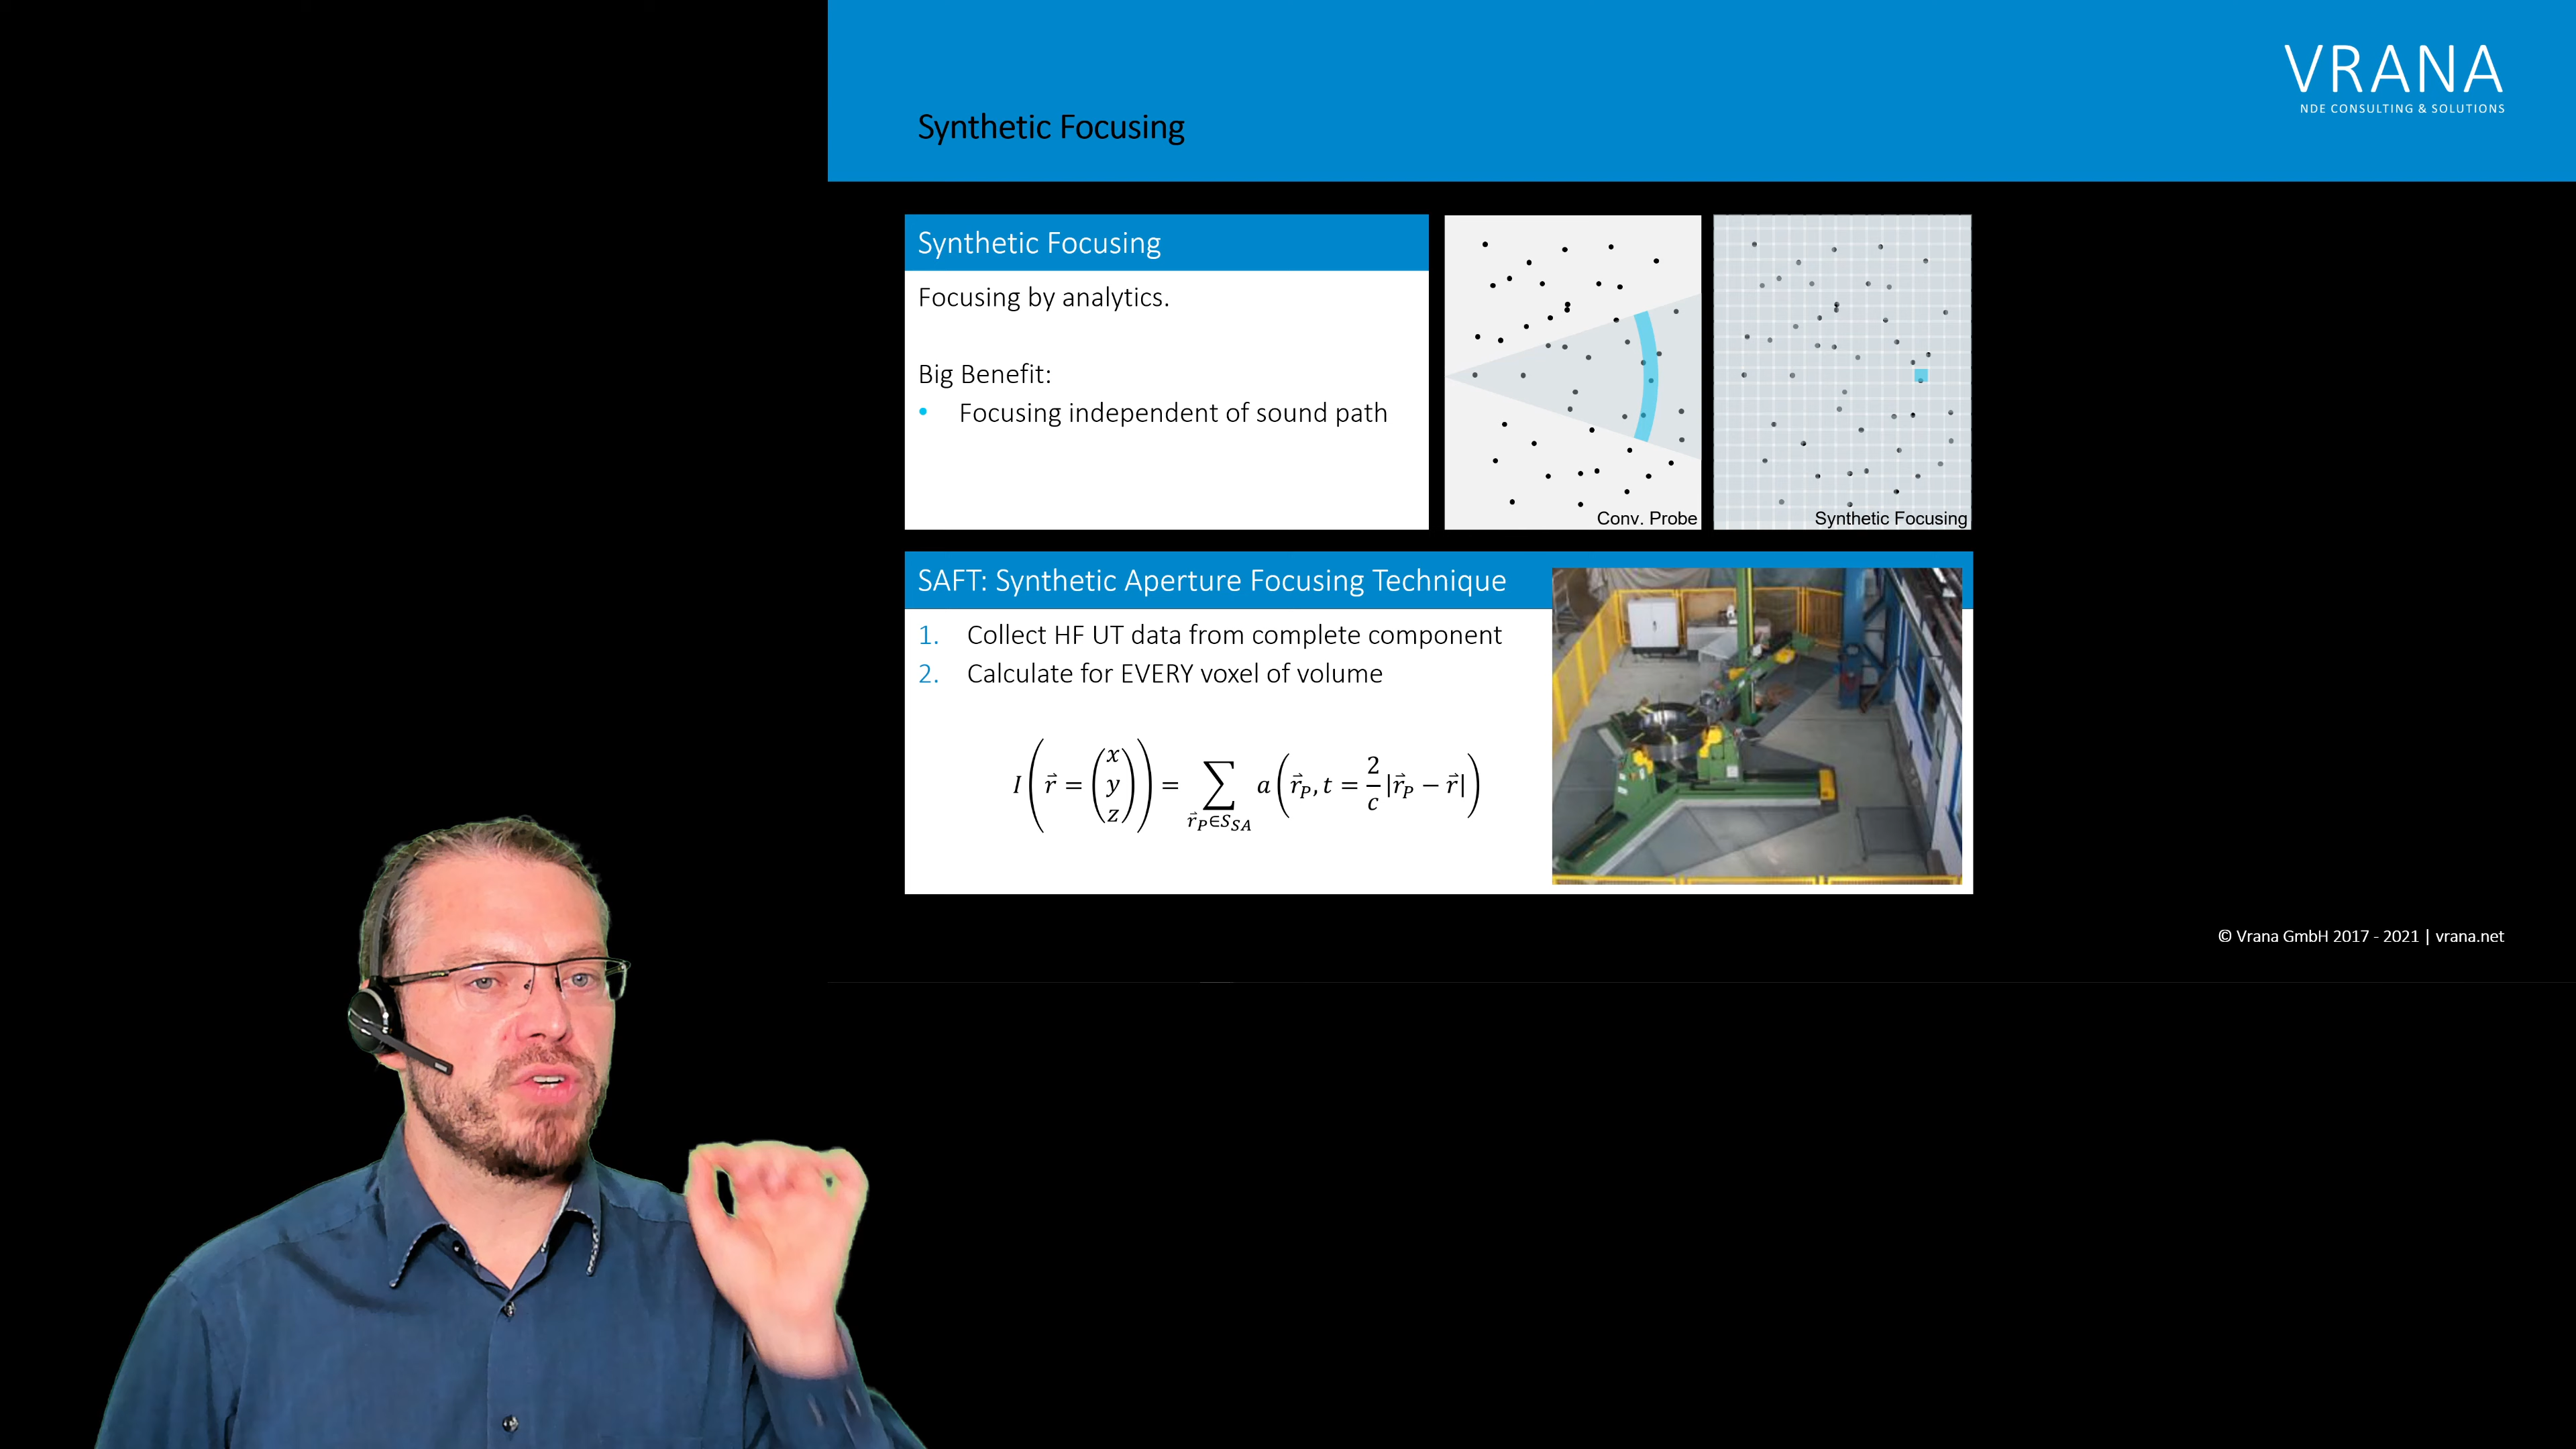 VRANA
NDE CONSULTING & SOLUTIONS
Synthetic Focusing
Synthetic Focusing
Focusing by analytics.
Big Benefit:
• Focusing independent of sound path
Conv. Probe
Synthetic Focusing
SAFT: Synthetic Aperture Focusing Technique
1. Collect HF UT data from complete component
2. Calculate for EVERY voxel of volume
I(r⃗ = (x y z)) = ∑ r⃗_P∈S_SA a(r⃗_P, t = 2/c |r⃗_P − r⃗|)
© Vrana GmbH 2017 - 2021 | vrana.net